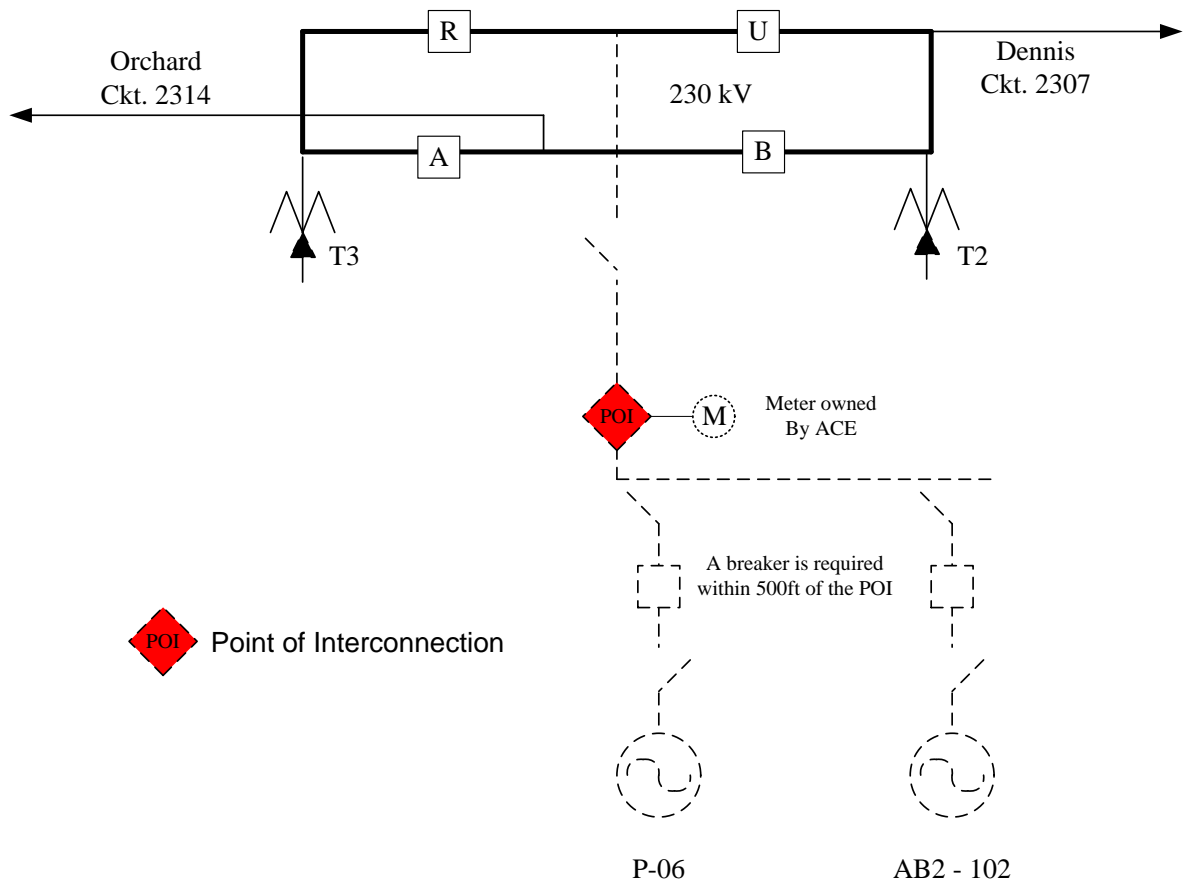 R
U
Orchard
Ckt. 2314
Dennis
Ckt. 2307
230 kV
A
B
T3
T2
POI
M
Meter owned
By ACE
A breaker is required
within 500ft of the POI
POI
Point of Interconnection
P-06
AB2 - 102